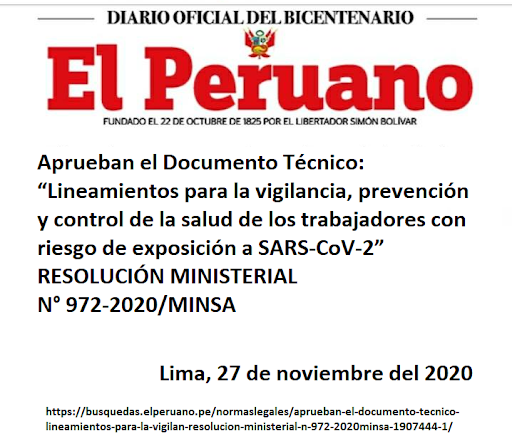 DIARIO OFICIAL DEL BICENTENARIO
El Peruano
FUNDADO EL 22 DE OCTUBRE DE 1825 POR EL LIBERTADOR SIMÓN BOLÍVAR
Aprueban el Documento Técnico:
“Lineamientos para la vigilancia, prevención
y control de la salud de los trabajadores con
riesgo de exposición a SARS-CoV-2”
RESOLUCIÓN MINISTERIAL
N° 972-2020/MINSA
Lima, 27 de noviembre del 2020
https://busquedas.elperuano.pe/normaslegales/aprueban-el-documento-tecnico-
lineamientos-para-la-vigilan-resolucion-ministerial-n-972-2020minsa-1907444-1/